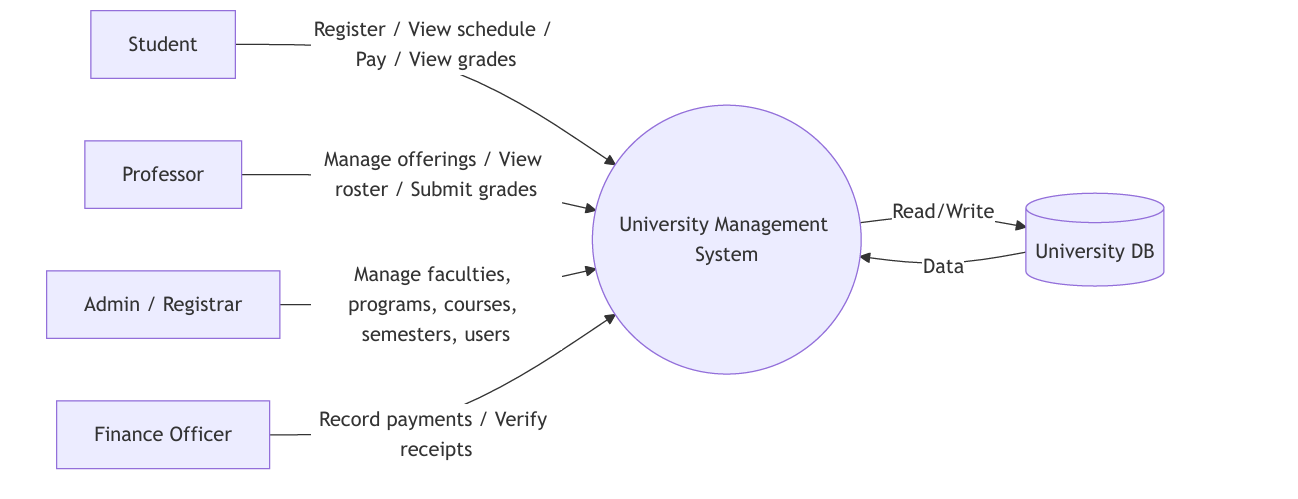 Student
Register / View schedule /
Pay / View grades
Professor
Manage offerings / View
roster / Submit grades
Admin / Registrar
Manage faculties,
programs, courses,
semesters, users
Finance Officer
Record payments / Verify
receipts
University Management
System
Read/Write
Data
University DB